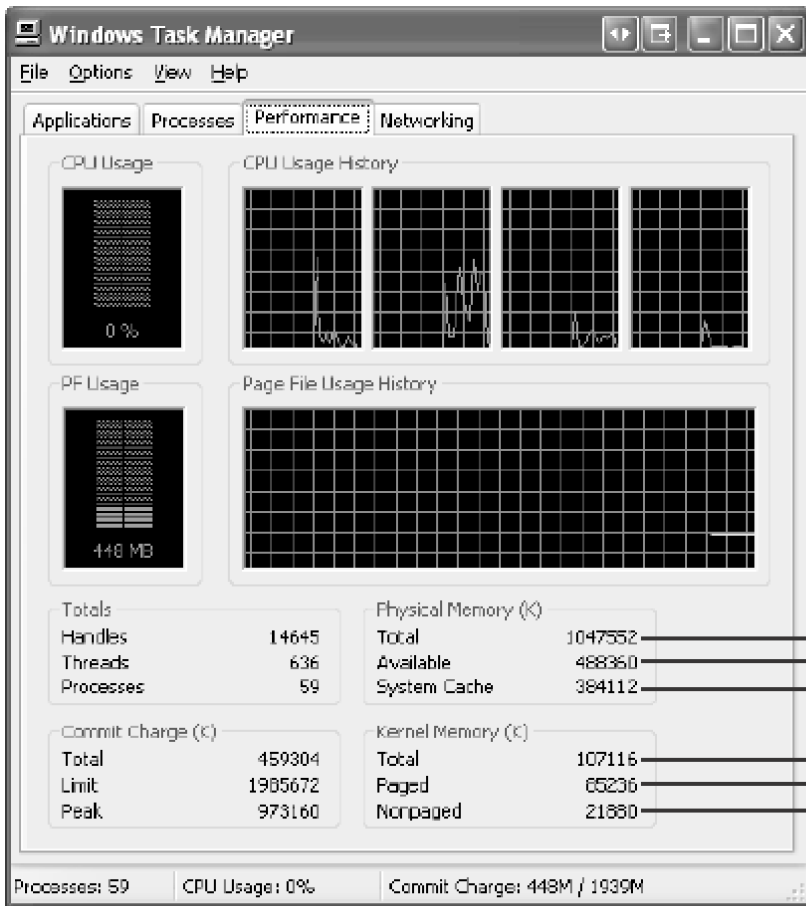 Windows Task Manager
File Options View Help
Applications Processes Performance Networking
CPU Usage
CPU Usage History
0 %
PF Usage
Page File Usage History
448 MB
Totals
Handles 14645
Threads 636
Processes 59
Physical Memory (K)
Total 1047552
Available 488360
System Cache 384112
Commit Charge (K)
Total 459304
Limit 1985672
Peak 973160
Kernel Memory (K)
Total 107116
Paged 85236
Nonpaged 21880
Processes: 59 CPU Usage: 0% Commit Charge: 448M / 1939M